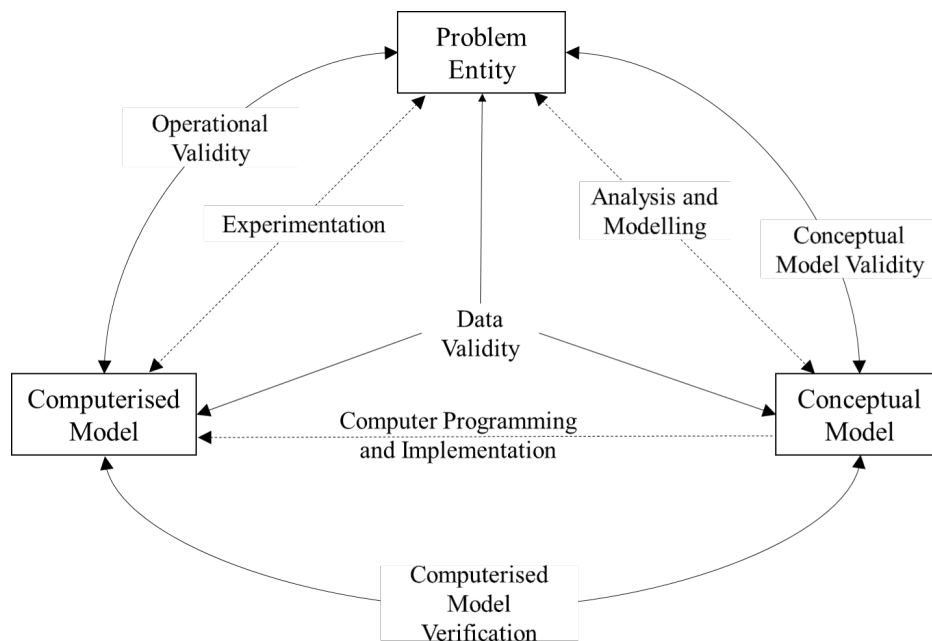 Problem
Entity
Operational
Validity
Experimentation
Analysis and
Modelling
Conceptual
Model Validity
Data
Validity
Computerised
Model
Computer Programming
and Implementation
Conceptual
Model
Computerised
Model
Verification